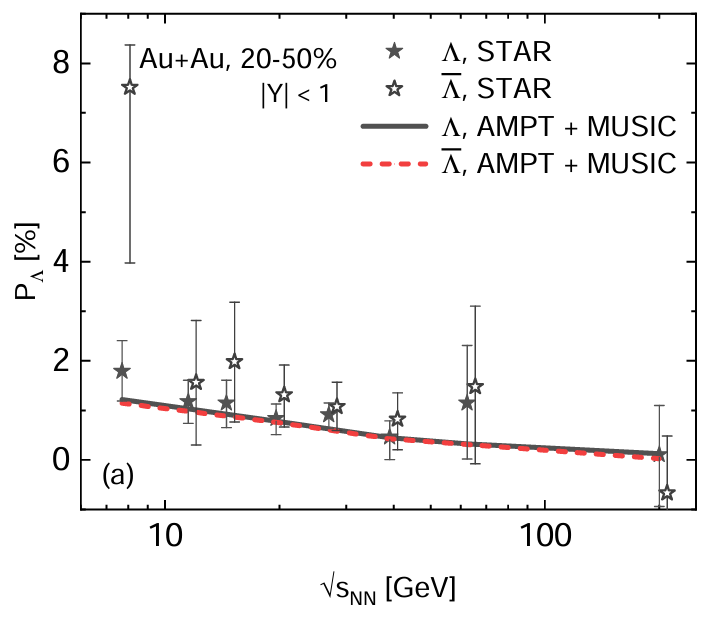 Au+Au, 20-50%
|Y| < 1
Λ, STAR
Λ̅, STAR
Λ, AMPT + MUSIC
Λ̅, AMPT + MUSIC
8
6
4
2
0
P_Λ [%]
(a)
10
100
√s_NN [GeV]